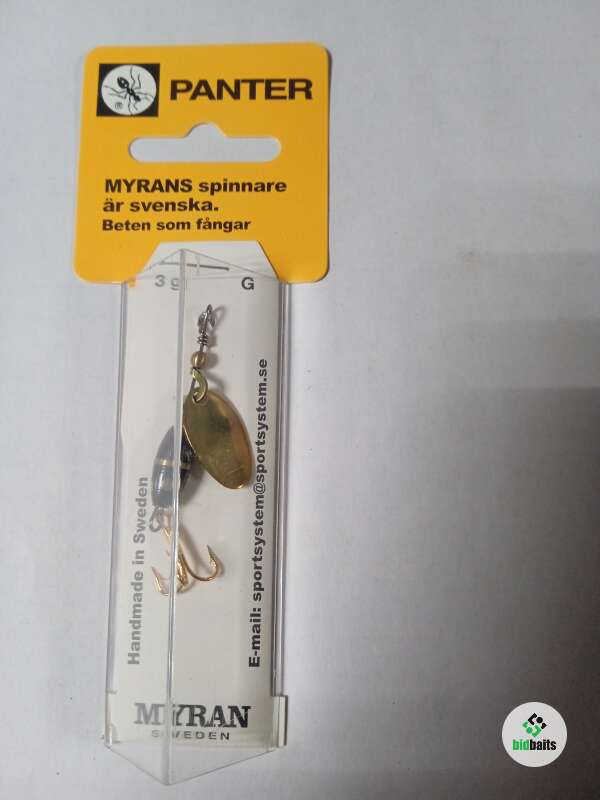 PANTER
®
MYRANS spinnare
är svenska.
Beten som fångar
3 g
G
Handmade in Sweden
E-mail: sportsystem@sportsystem.se
MYRAN
SWEDEN
bidbaits